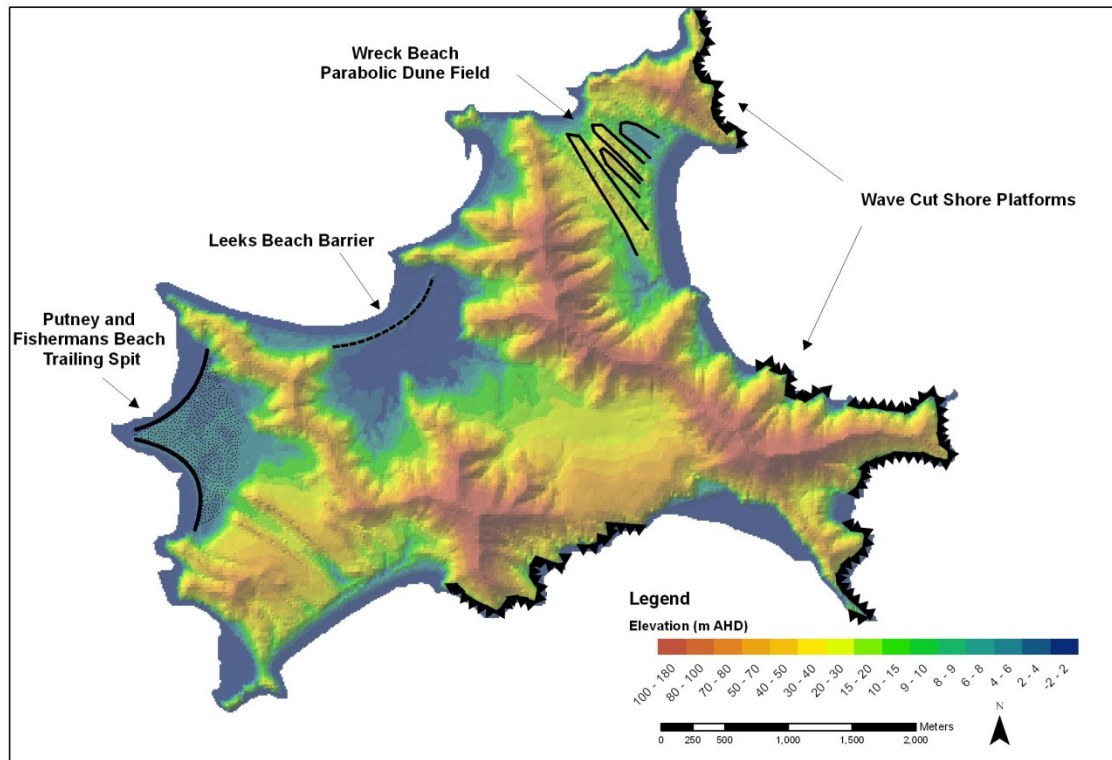 Wreck Beach
Parabolic Dune Field
Wave Cut Shore Platforms
Leeks Beach Barrier
Putney and
Fishermans Beach
Trailing Spit
Legend
Elevation (m AHD)
100 - 180
80 - 100
70 - 80
50 - 70
40 - 50
30 - 40
20 - 30
15 - 20
10 - 15
9 - 10
8 - 9
6 - 8
4 - 6
2 - 4
-2 - 2
N
Meters
0 250 500 1,000 1,500 2,000